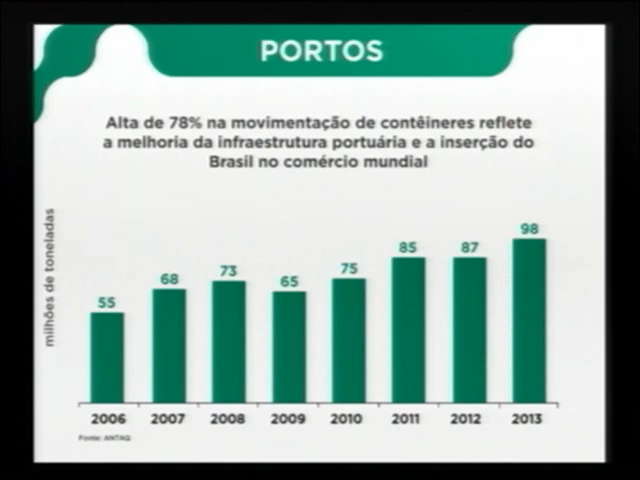 PORTOS
Alta de 78% na movimentação de contêineres reflete
a melhoria da infraestrutura portuária e a inserção do
Brasil no comércio mundial
milhões de toneladas
55
68
73
65
75
85
87
98
2006
2007
2008
2009
2010
2011
2012
2013
Fonte: ANTAQ